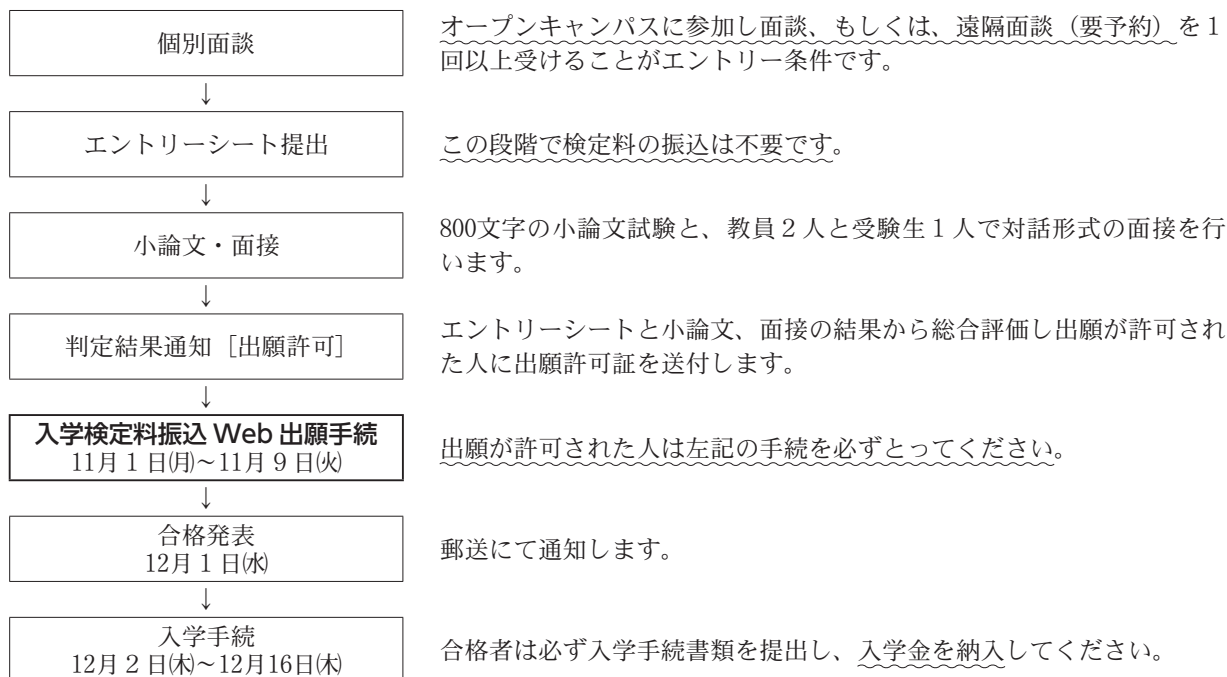 個別面談
オープンキャンパスに参加し面談、もしくは、遠隔面談（要予約）を１
回以上受けることがエントリー条件です。
↓
エントリーシート提出
この段階で検定料の振込は不要です。
↓
小論文・面接
800文字の小論文試験と、教員２人と受験生１人で対話形式の面接を行
います。
↓
判定結果通知［出願許可］
エントリーシートと小論文、面接の結果から総合評価し出願が許可され
た人に出願許可証を送付します。
↓
入学検定料振込 Web 出願手続
11月１日㈪～11月９日㈫
出願が許可された人は左記の手続を必ずとってください。
↓
合格発表
12月１日㈬
郵送にて通知します。
↓
入学手続
12月２日㈭～12月16日㈭
合格者は必ず入学手続書類を提出し、入学金を納入してください。